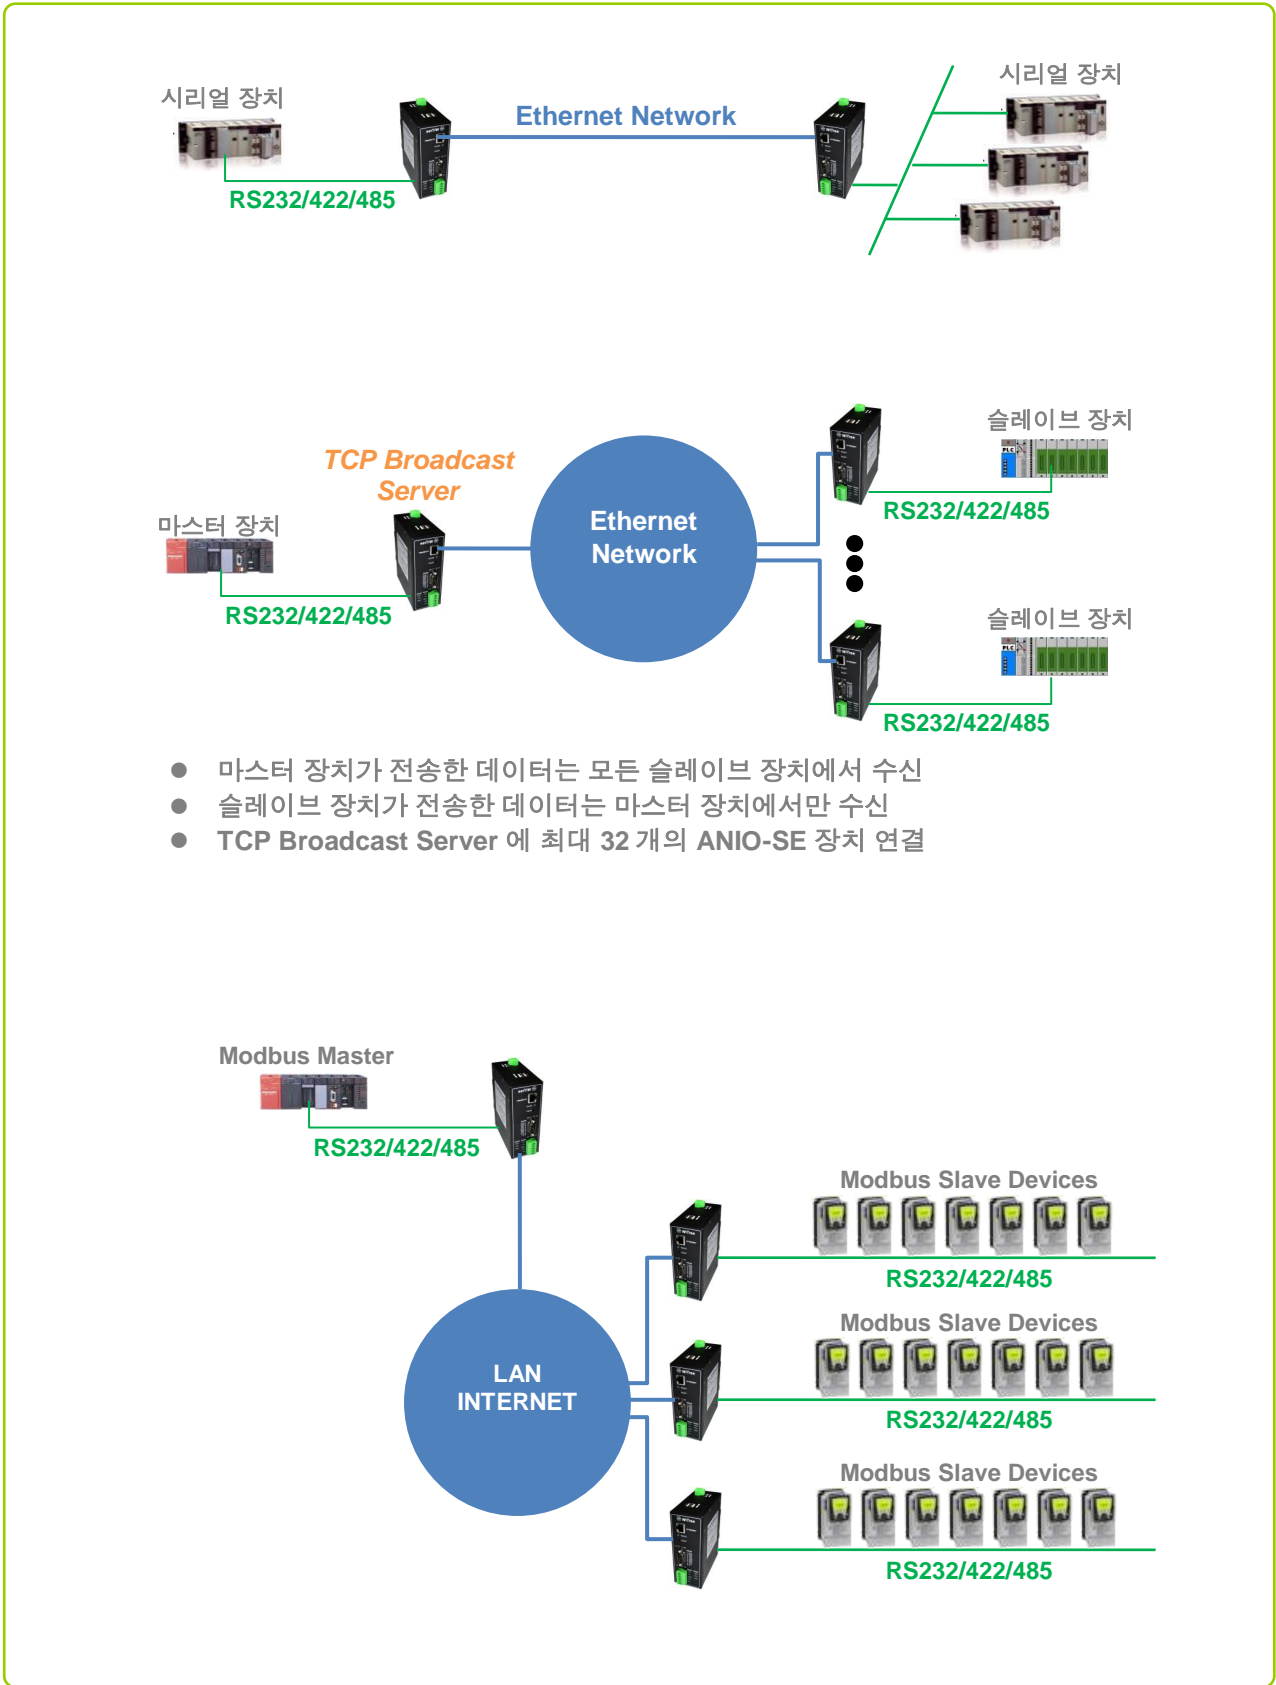 시리얼 장치
시리얼 장치
Ethernet Network
RS232/422/485
슬레이브 장치
TCP Broadcast
Server
마스터 장치
PLC
Ethernet
Network
RS232/422/485
RS232/422/485
슬레이브 장치
PLC
RS232/422/485
● 마스터 장치가 전송한 데이터는 모든 슬레이브 장치에서 수신
● 슬레이브 장치가 전송한 데이터는 마스터 장치에서만 수신
● TCP Broadcast Server 에 최대 32 개의 ANIO-SE 장치 연결
Modbus Master
RS232/422/485
Modbus Slave Devices
RS232/422/485
Modbus Slave Devices
LAN
INTERNET
RS232/422/485
Modbus Slave Devices
RS232/422/485